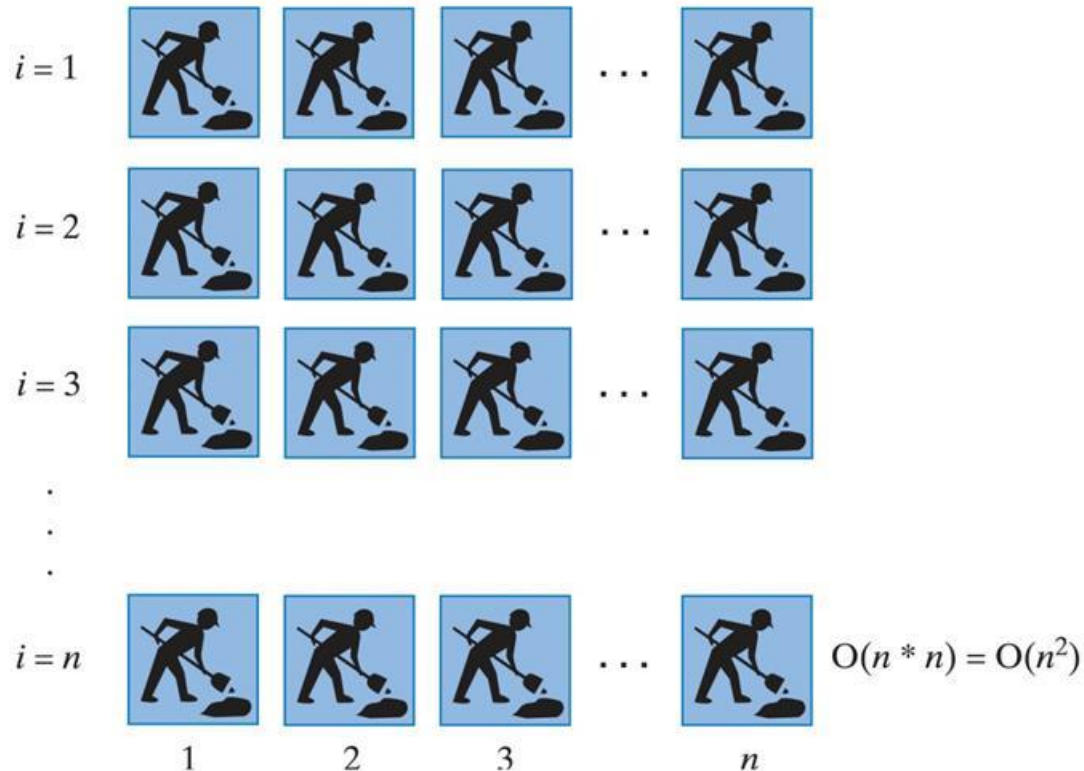 i = 1 . . .
i = 2 . . .
i = 3 . . .
.
.
.
i = n . . . O(n * n) = O(n²)
1 2 3 n